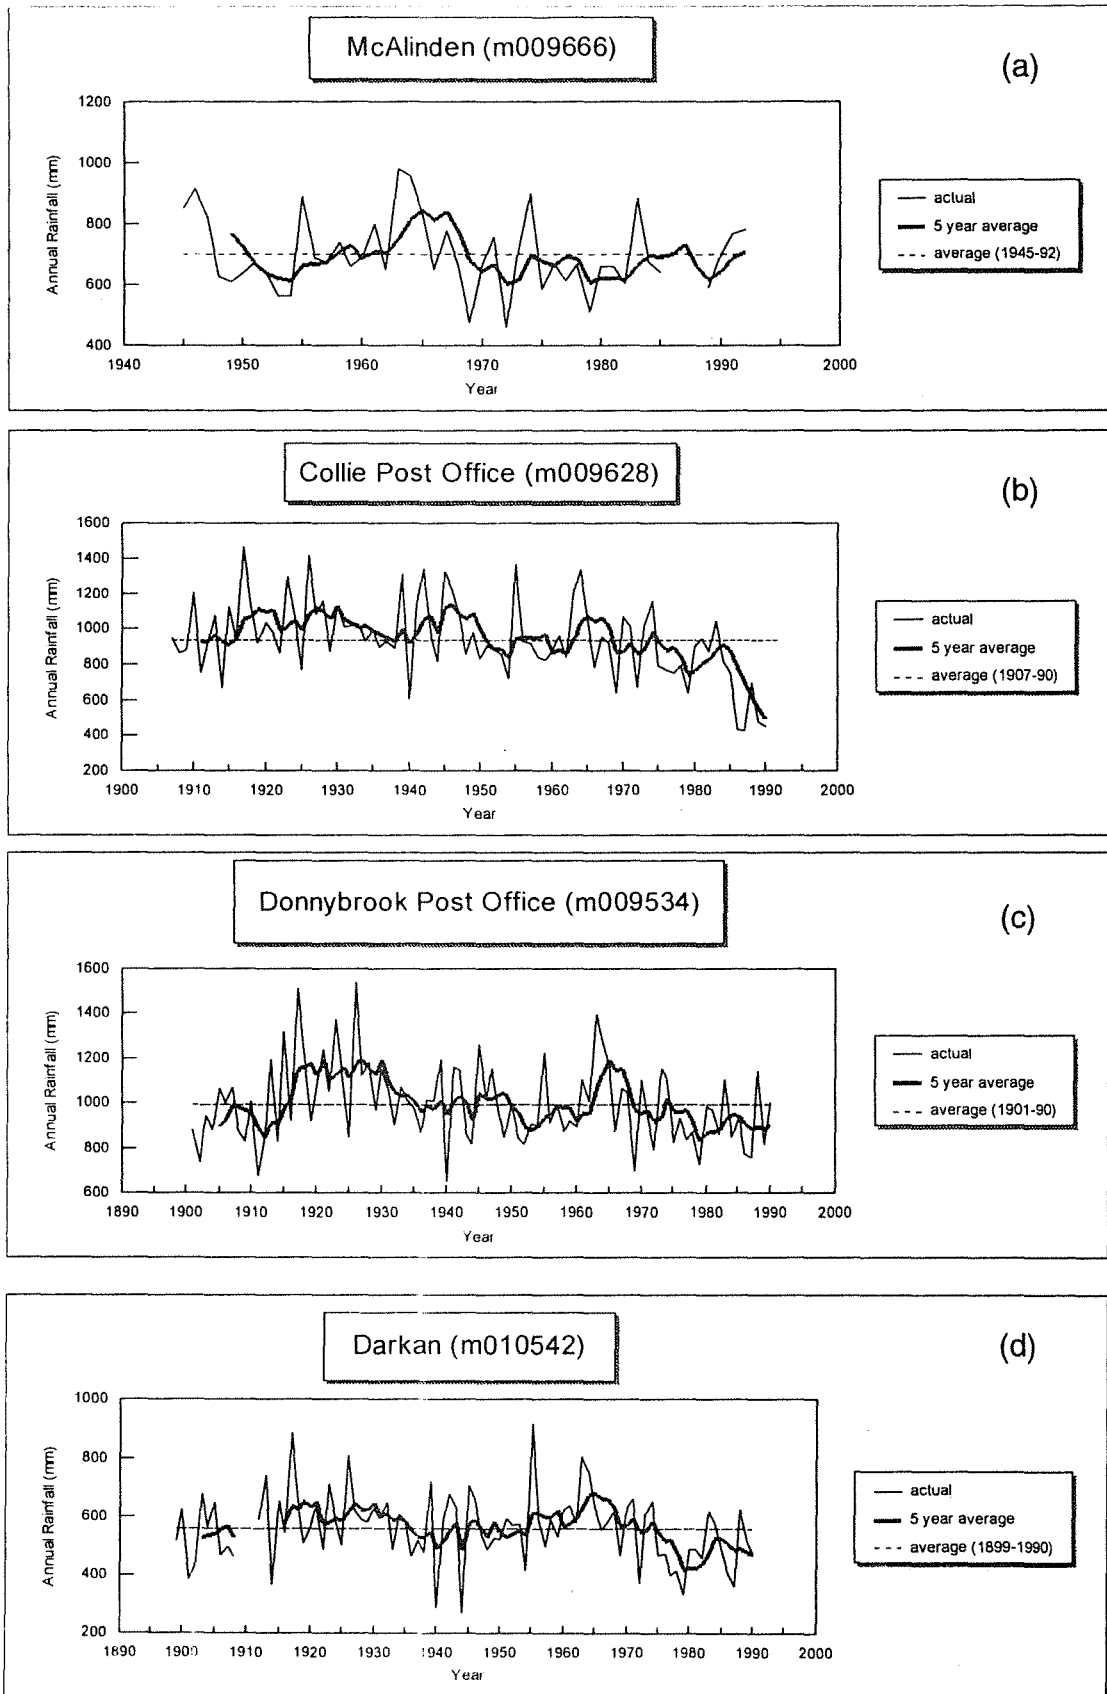 McAlinden (m009666)
(a)
1200
1000
800
600
400
Annual Rainfall (mm)
1940
1950
1960
1970
1980
1990
2000
Year
actual
5 year average
average (1945-92)
Collie Post Office (m009628)
(b)
1600
1400
1200
1000
800
600
400
200
Annual Rainfall (mm)
1900
1910
1920
1930
1940
1950
1960
1970
1980
1990
2000
Year
actual
5 year average
average (1907-90)
Donnybrook Post Office (m009534)
(c)
1600
1400
1200
1000
800
600
Annual Rainfall (mm)
1890
1900
1910
1920
1930
1940
1950
1960
1970
1980
1990
2000
Year
actual
5 year average
average (1901-90)
Darkan (m010542)
(d)
1000
800
600
400
200
Annual Rainfall (mm)
1890
1900
1910
1920
1930
1940
1950
1960
1970
1980
1990
2000
Year
actual
5 year average
average (1899-1990)